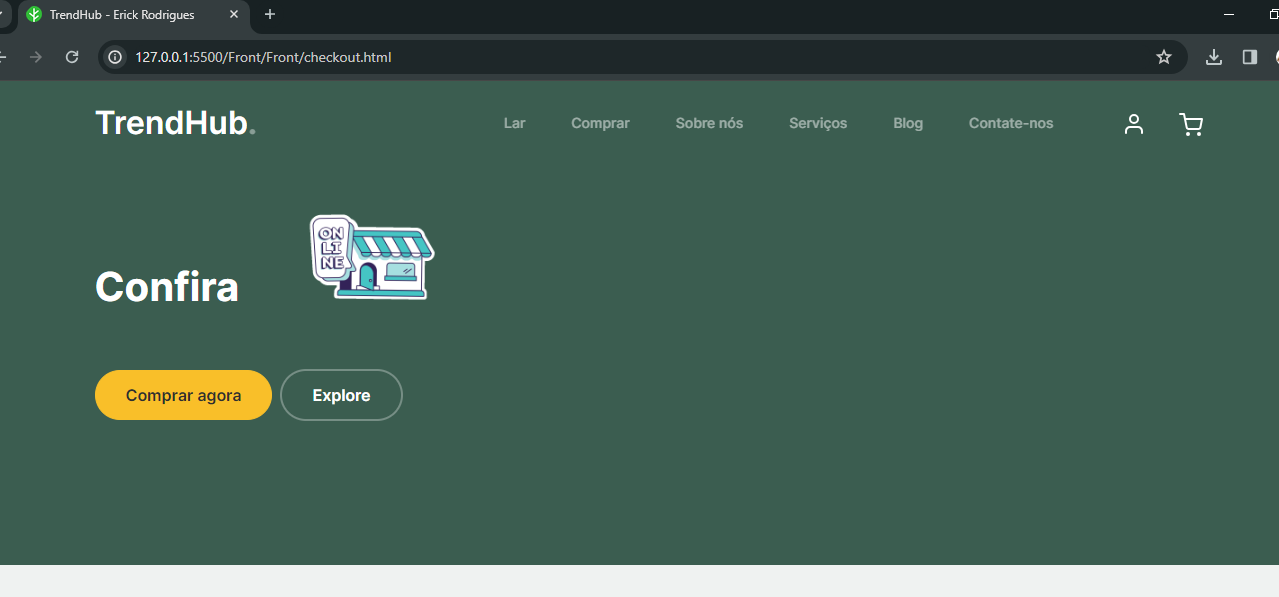 TrendHub - Erick Rodrigues
127.0.0.1:5500/Front/Front/checkout.html
TrendHub.
Lar Comprar Sobre nós Serviços Blog Contate-nos
ON
LI
NE
Confira
Comprar agora Explore